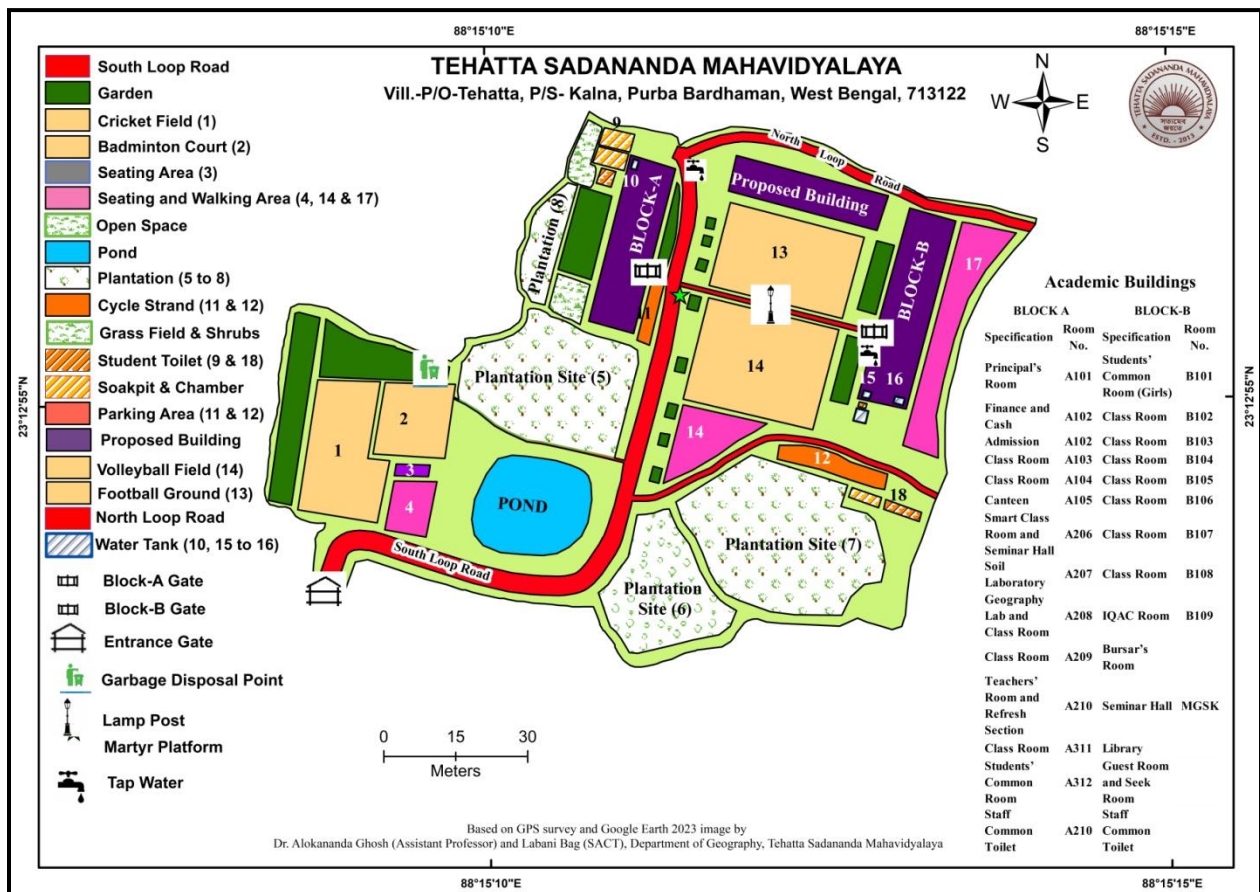 88°15'10"E
88°15'15"E
TEHATTA SADANANDA MAHAVIDYALAYA
Vill.-P/O-Tehatta, P/S- Kalna, Purba Bardhaman, West Bengal, 713122
N
W
E
S
TEHATTA SADANANDA MAHAVIDYALAYA
সত্যমেব
জয়তে
ESTD. - 2013
South Loop Road
Garden
Cricket Field (1)
Badminton Court (2)
Seating Area (3)
Seating and Walking Area (4, 14 & 17)
Open Space
Pond
Plantation (5 to 8)
Cycle Strand (11 & 12)
Grass Field & Shrubs
Student Toilet (9 & 18)
Soakpit & Chamber
Parking Area (11 & 12)
Proposed Building
Volleyball Field (14)
Football Ground (13)
North Loop Road
Water Tank (10, 15 to 16)
Block-A Gate
Block-B Gate
Entrance Gate
Garbage Disposal Point
Lamp Post
Martyr Platform
Tap Water
23°12'55"N
23°12'55"N
9
10
BLOCK-A
North Loop Road
Proposed Building
BLOCK-B
Plantation (8)
13
17
11
14
15
16
Plantation Site (5)
2
1
3
4
14
12
18
POND
Plantation Site (7)
South Loop Road
Plantation
Site (6)
0 15 30
Meters
Academic Buildings
BLOCK A BLOCK-B
Specification Room No. Specification Room No.
Principal's Room A101 Students' Common Room (Girls) B101
Finance and Cash A102 Class Room B102
Admission A102 Class Room B103
Class Room A103 Class Room B104
Class Room A104 Class Room B105
Canteen A105 Class Room B106
Smart Class Room and Seminar Hall A206 Class Room B107
Soil Laboratory A207 Class Room B108
Geography Lab and Class Room A208 IQAC Room B109
Class Room A209 Bursar's Room
Teachers' Room and Refresh Section A210 Seminar Hall MGSK
Class Room A311 Library
Students' Common Room A312 Guest Room and Seek Room
Staff Common Toilet A210 Staff Common Toilet
Based on GPS survey and Google Earth 2023 image by
Dr. Alokananda Ghosh (Assistant Professor) and Labani Bag (SACT), Department of Geography, Tehatta Sadananda Mahavidyalaya
88°15'10"E
88°15'15"E